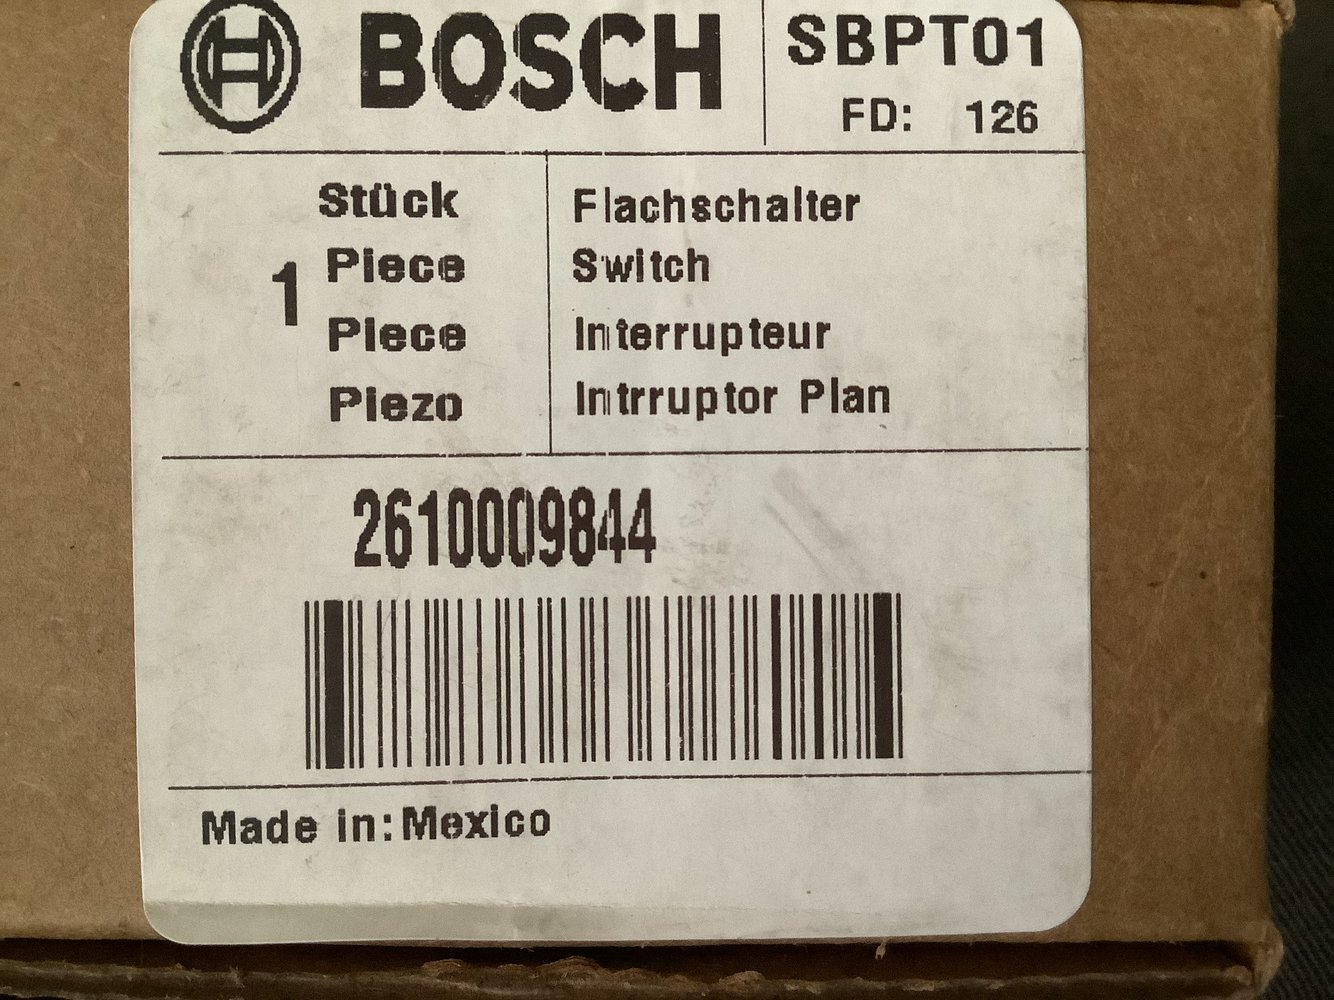 BOSCH
SBPT01
FD: 126
1
Stück
Piece
Piece
Piezo
Flachschalter
Switch
Interrupteur
Intrruptor Plan
2610009844
Made in: Mexico